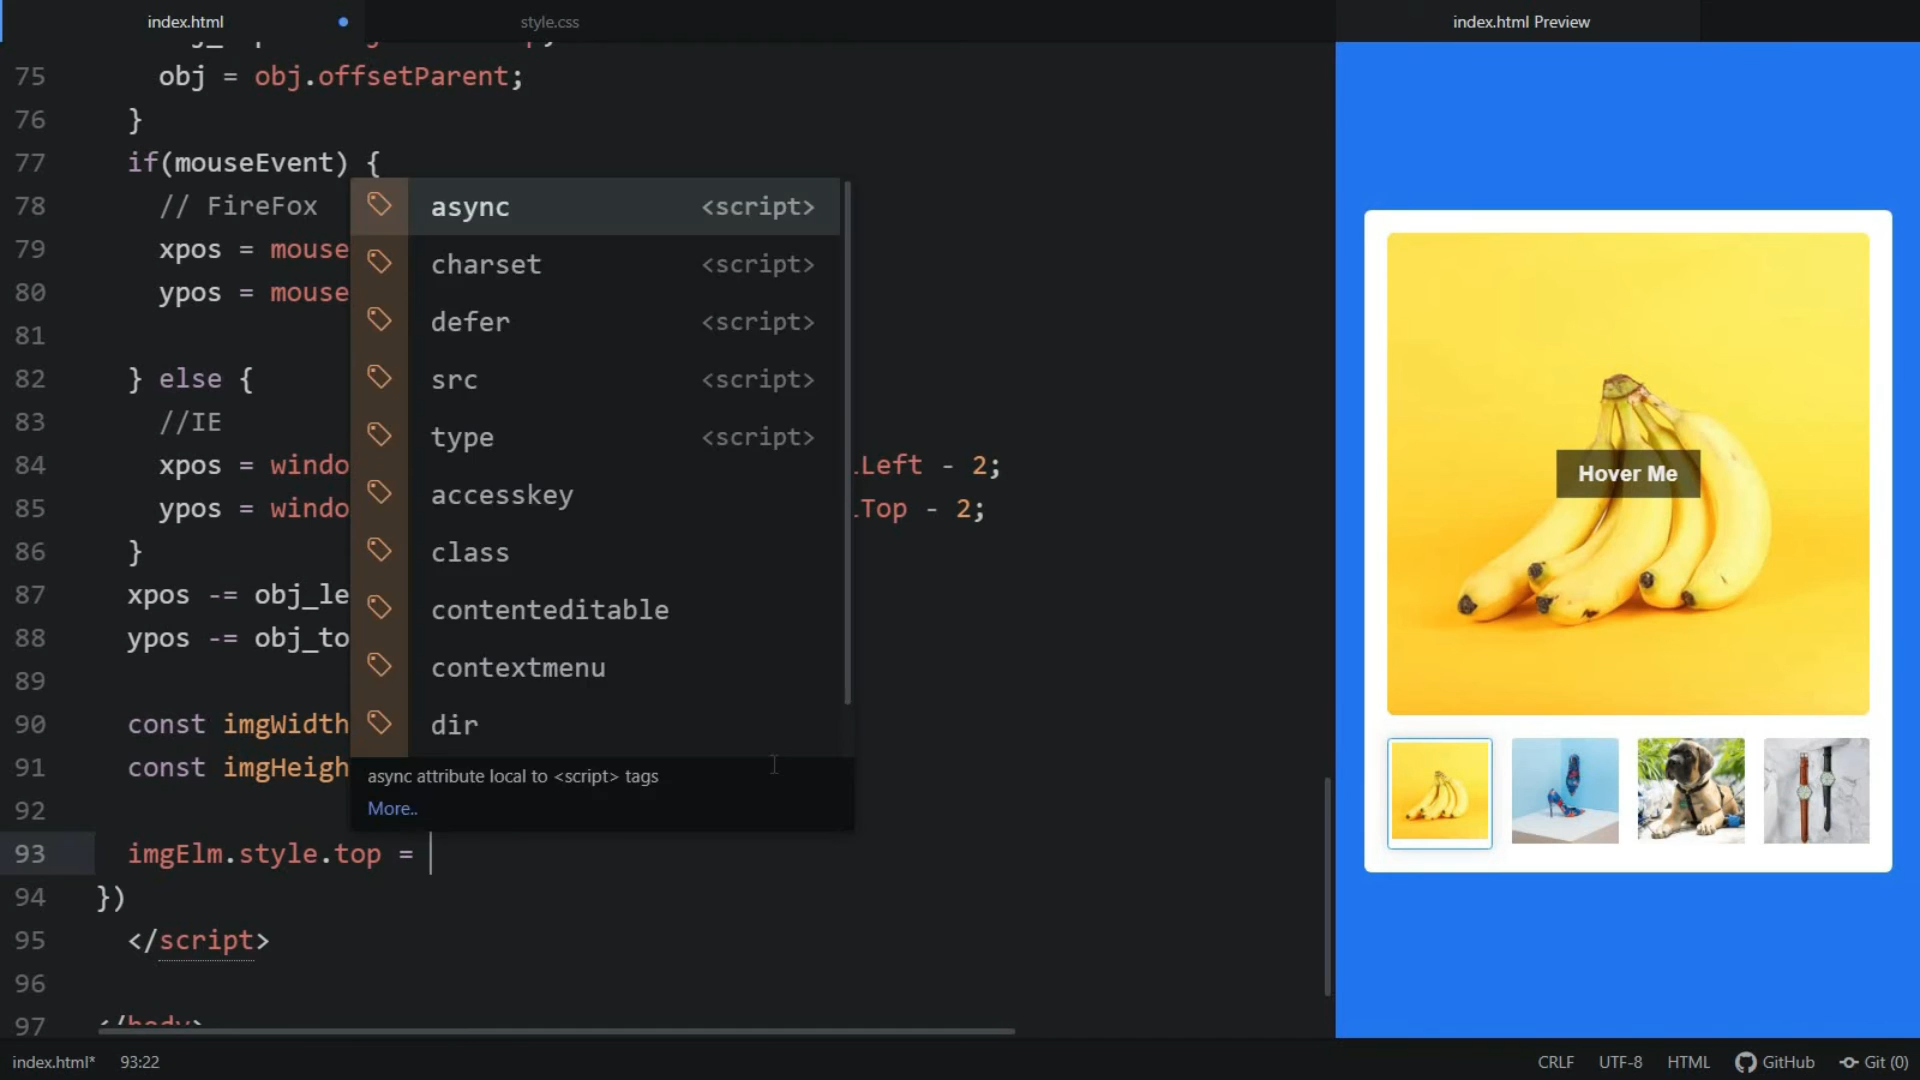 index.html
style.css
index.html Preview
75 obj = obj.offsetParent;
76 }
77 if(mouseEvent) {
78 // FireFox
79 xpos = mouse
80 ypos = mouse
81
82 } else {
83 //IE
84 xpos = windo lLeft - 2;
85 ypos = windo lTop - 2;
86 }
87 xpos -= obj_le
88 ypos -= obj_to
89
90 const imgWidth
91 const imgHeigh
92
93 imgElm.style.top =
94 })
95 </script>
96
97 </body>
async <script>
charset <script>
defer <script>
src <script>
type <script>
accesskey
class
contenteditable
contextmenu
dir
async attribute local to <script> tags
More..
Hover Me
index.html* 93:22
CRLF UTF-8 HTML GitHub Git (0)